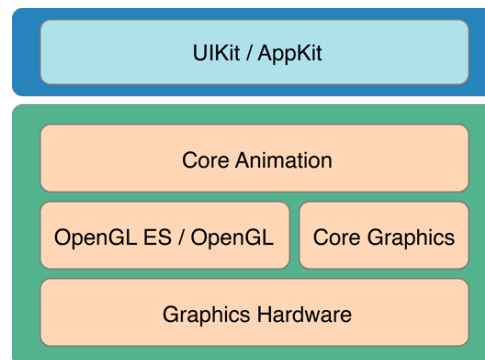 UIKit / AppKit
Core Animation
OpenGL ES / OpenGL
Core Graphics
Graphics Hardware